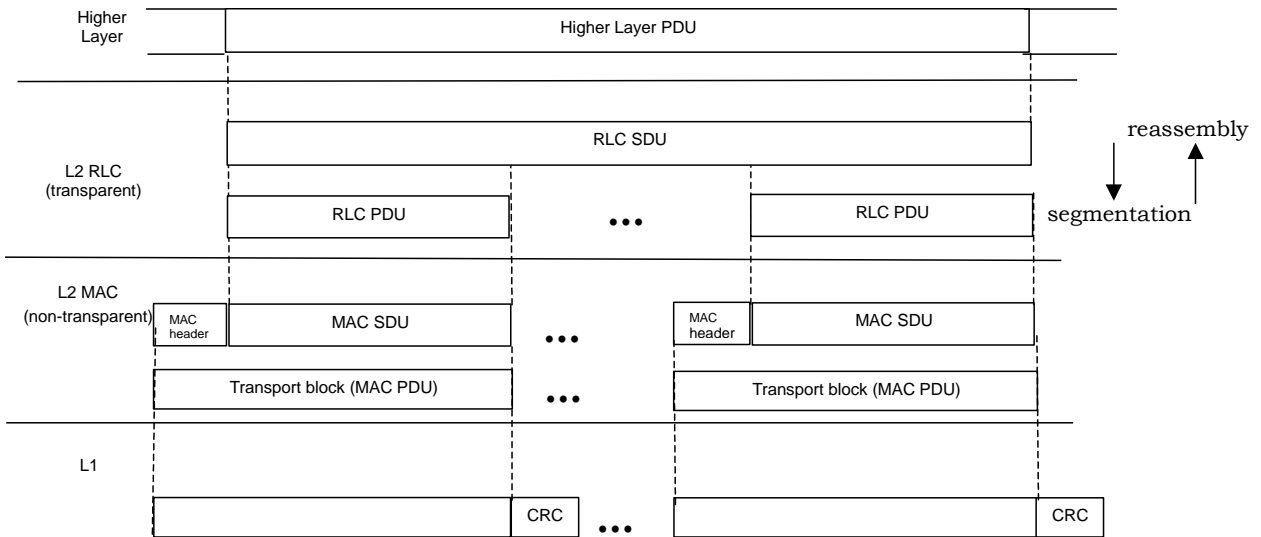 Higher
Layer
Higher Layer PDU
RLC SDU
reassembly
L2 RLC
(transparent)
RLC PDU
•••
RLC PDU
segmentation
L2 MAC
(non-transparent)
MAC
header
MAC SDU
•••
MAC
header
MAC SDU
Transport block (MAC PDU)
•••
Transport block (MAC PDU)
L1
CRC
•••
CRC